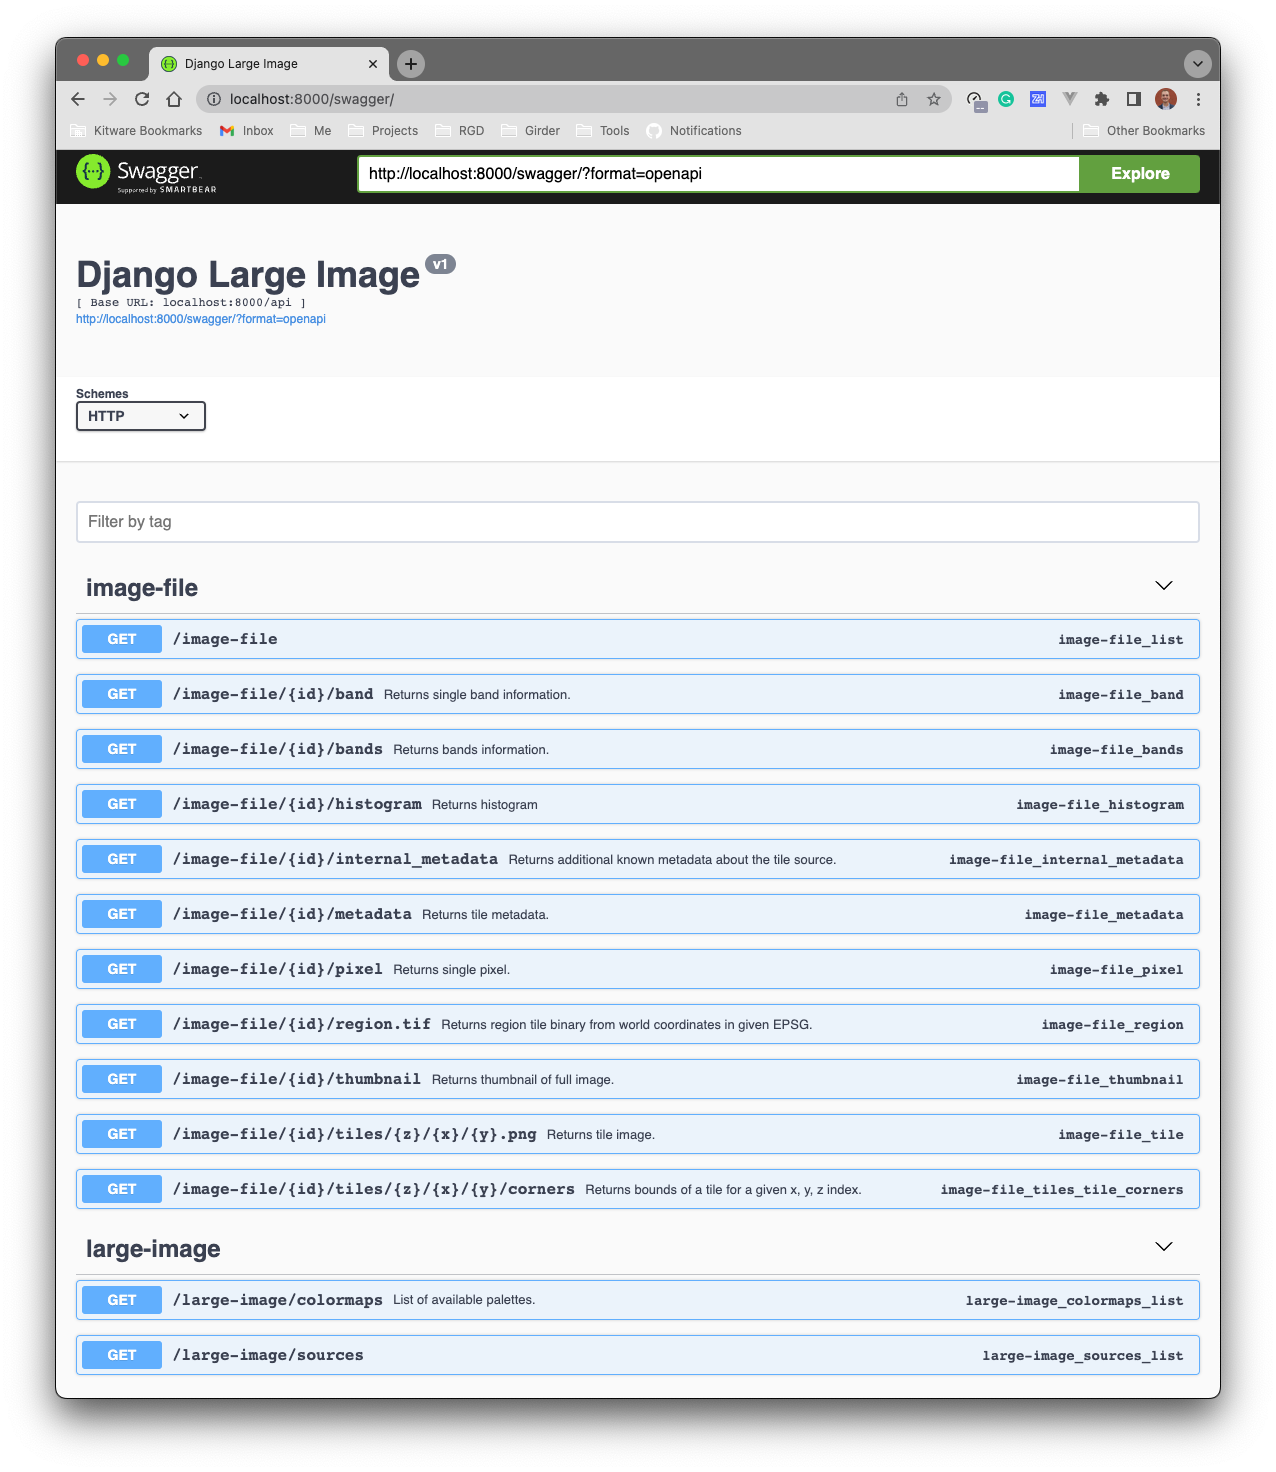 Django Large Image
localhost:8000/swagger/
Kitware Bookmarks Inbox Me Projects RGD Girder Tools Notifications Other Bookmarks
Swagger
Supported by SMARTBEAR
http://localhost:8000/swagger/?format=openapi Explore
Django Large Image v1
[ Base URL: localhost:8000/api ]
http://localhost:8000/swagger/?format=openapi
Schemes
HTTP
Filter by tag
image-file
GET /image-file image-file_list
GET /image-file/{id}/band Returns single band information. image-file_band
GET /image-file/{id}/bands Returns bands information. image-file_bands
GET /image-file/{id}/histogram Returns histogram image-file_histogram
GET /image-file/{id}/internal_metadata Returns additional known metadata about the tile source. image-file_internal_metadata
GET /image-file/{id}/metadata Returns tile metadata. image-file_metadata
GET /image-file/{id}/pixel Returns single pixel. image-file_pixel
GET /image-file/{id}/region.tif Returns region tile binary from world coordinates in given EPSG. image-file_region
GET /image-file/{id}/thumbnail Returns thumbnail of full image. image-file_thumbnail
GET /image-file/{id}/tiles/{z}/{x}/{y}.png Returns tile image. image-file_tile
GET /image-file/{id}/tiles/{z}/{x}/{y}/corners Returns bounds of a tile for a given x, y, z index. image-file_tiles_tile_corners
large-image
GET /large-image/colormaps List of available palettes. large-image_colormaps_list
GET /large-image/sources large-image_sources_list